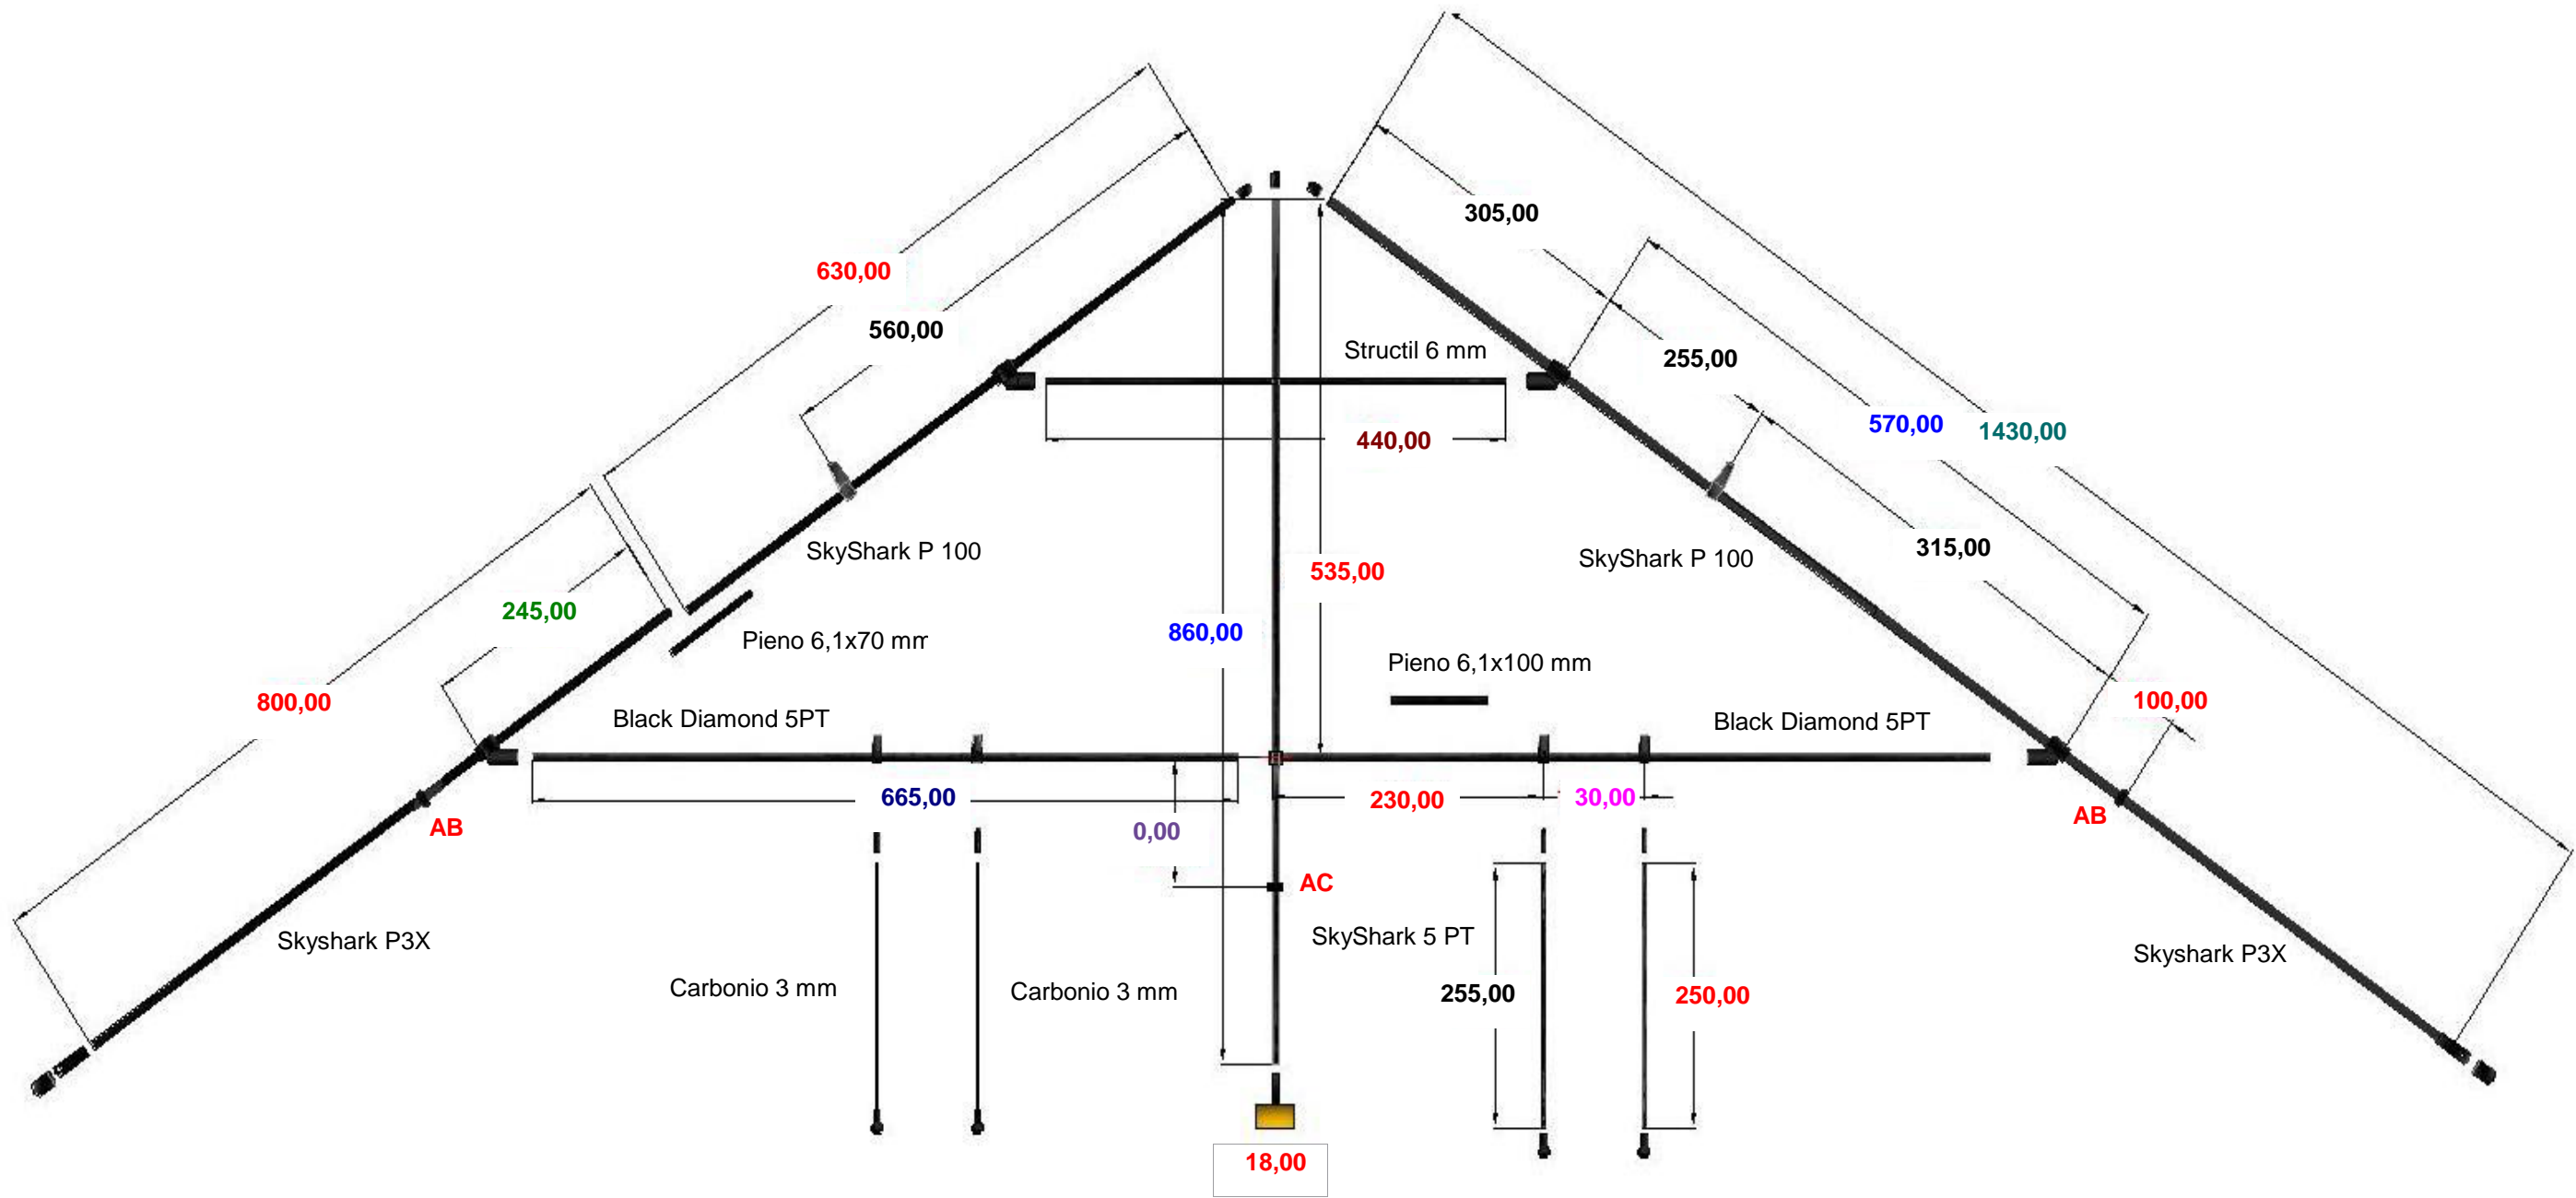 305,00
630,00
560,00
Structil 6 mm
255,00
570,00
1430,00
440,00
SkyShark P 100
SkyShark P 100
315,00
535,00
245,00
860,00
Pieno 6,1x70 mm
Pieno 6,1x100 mm
800,00
100,00
Black Diamond 5PT
Black Diamond 5PT
665,00
230,00
30,00
AB
0,00
AB
AC
SkyShark 5 PT
Skyshark P3X
Skyshark P3X
Carbonio 3 mm
Carbonio 3 mm
255,00
250,00
18,00